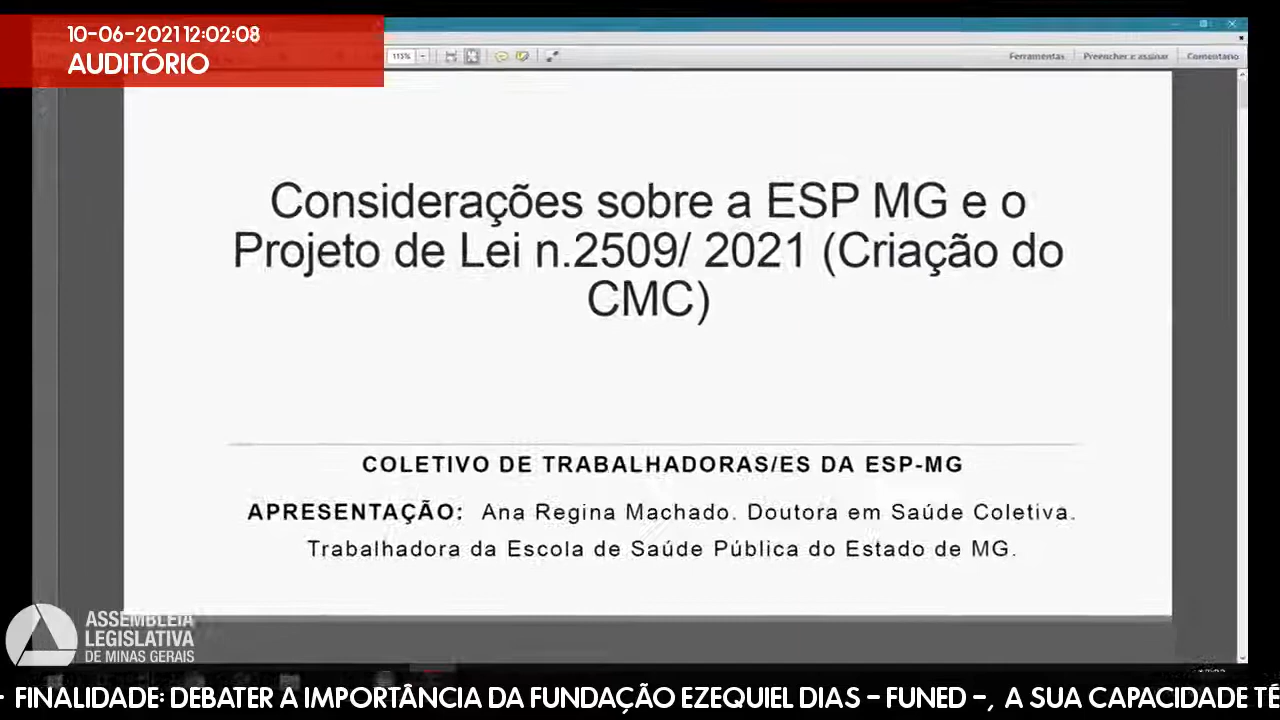 10-06-2021 12:02:08
AUDITÓRIO
115%
Ferramentas
Preencher e assinar
Comentário
Considerações sobre a ESP MG e o
Projeto de Lei n.2509/ 2021 (Criação do
CMC)
COLETIVO DE TRABALHADORAS/ES DA ESP-MG
APRESENTAÇÃO: Ana Regina Machado. Doutora em Saúde Coletiva.
Trabalhadora da Escola de Saúde Pública do Estado de MG.
ASSEMBLEIA
LEGISLATIVA
DE MINAS GERAIS
- FINALIDADE: DEBATER A IMPORTÂNCIA DA FUNDAÇÃO EZEQUIEL DIAS – FUNED –, A SUA CAPACIDADE TÉ